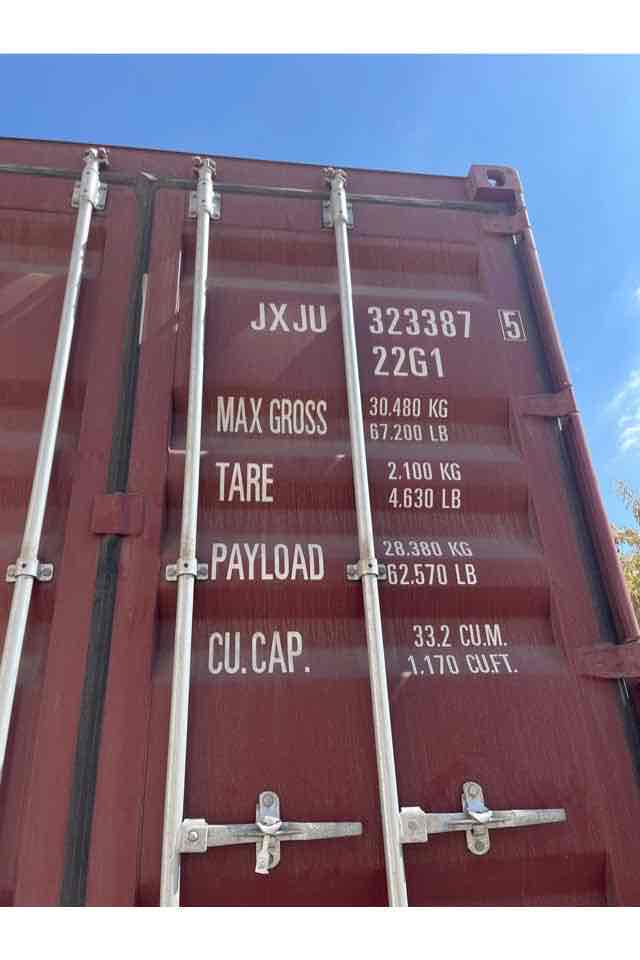 JXJU 323387 5
22G1
MAX GROSS 30.480 KG
67.200 LB
TARE 2.100 KG
4.630 LB
PAYLOAD 28.380 KG
62.570 LB
CU.CAP. 33.2 CU.M.
1.170 CU.FT.